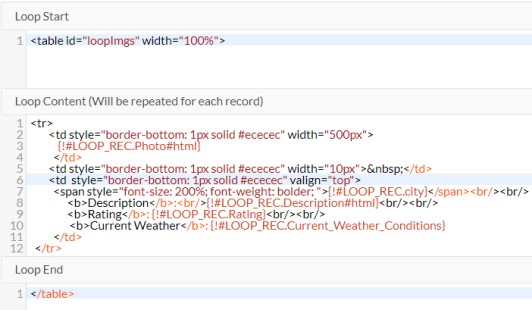 Loop Start
1 <table id="loopImgs" width="100%">
Loop Content (Will be repeated for each record)
1 <tr>
2 <td style="border-bottom: 1px solid #ececec" width="500px">
3 {!#LOOP_REC.Photo#html}
4 </td>
5 <td style="border-bottom: 1px solid #ececec" width="10px">&nbsp;</td>
6 <td  style="border-bottom: 1px solid #ececec" valign="top">
7 <span style="font-size: 200%; font-weight: bolder; ">{!#LOOP_REC.city}</span><br/><br/>
8 <b>Description</b>:<br/>{!#LOOP_REC.Description#html}<br/><br/>
9 <b>Rating</b>: {!#LOOP_REC.Rating}<br/><br/>
10 <b>Current Weather</b>: {!#LOOP_REC.Current_Weather_Conditions}
11 </td>
12 </tr>
Loop End
1 </table>